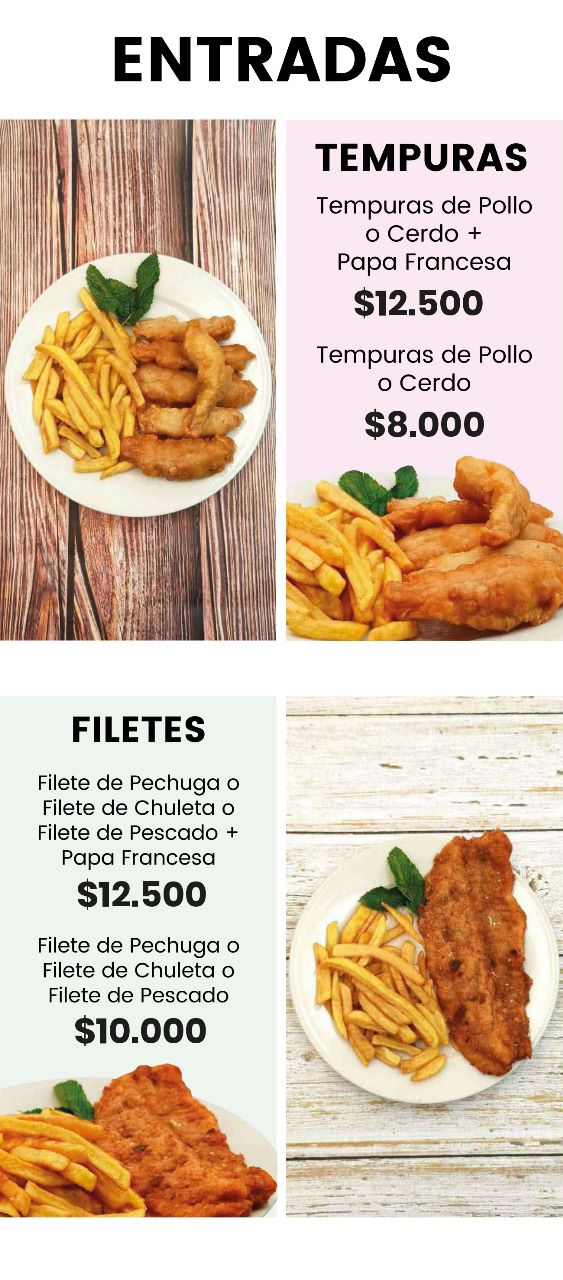 ENTRADAS
TEMPURAS
Tempuras de Pollo
o Cerdo +
Papa Francesa
$12.500
Tempuras de Pollo
o Cerdo
$8.000
FILETES
Filete de Pechuga o
Filete de Chuleta o
Filete de Pescado +
Papa Francesa
$12.500
Filete de Pechuga o
Filete de Chuleta o
Filete de Pescado
$10.000